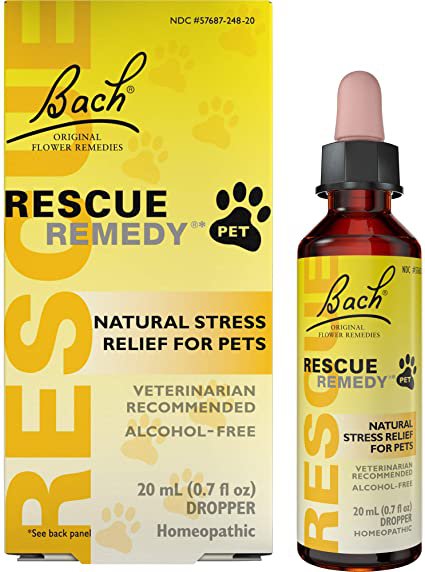 NDC #57687-248-20
Bach®
ORIGINAL
FLOWER REMEDIES
RESCUE
RESCUE
REMEDY®*
PET
NATURAL STRESS
RELIEF FOR PETS
VETERINARIAN
RECOMMENDED
ALCOHOL-FREE
20 mL (0.7 fl oz)
DROPPER
*See back panel
Homeopathic
Bach®
ORIGINAL
FLOWER REMEDIES
RESCUE
RESCUE
REMEDY®*
PET
NATURAL
STRESS RELIEF
FOR PETS
VETERINARIAN
RECOMMENDED
ALCOHOL-FREE
20 mL (0.7 fl oz)
DROPPER
Homeopathic